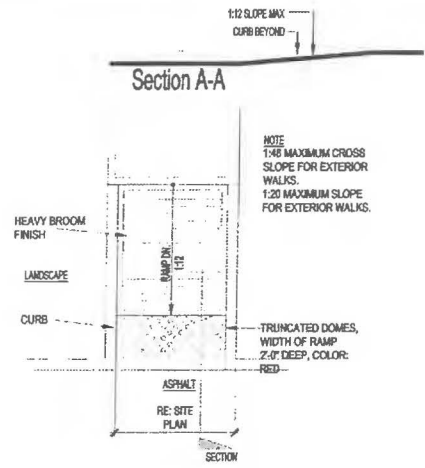 1:12 SLOPE MAX
CURB BEYOND
Section A-A
NOTE
1:48 MAXIMUM CROSS
SLOPE FOR EXTERIOR
WALKS.
1:20 MAXIMUM SLOPE
FOR EXTERIOR WALKS.
HEAVY BROOM
FINISH
RAMP DN.
1:12
LANDSCAPE
CURB
TRUNCATED DOMES,
WIDTH OF RAMP
2'-0" DEEP, COLOR:
RED
ASPHALT
RE: SITE
PLAN
SECTION